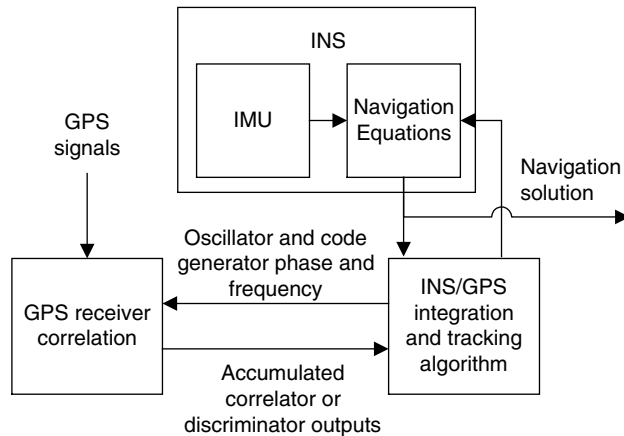 INS
IMU
Navigation
Equations
GPS
signals
Navigation
solution
Oscillator and code
generator phase and
frequency
GPS receiver
correlation
INS/GPS
integration
and tracking
algorithm
Accumulated
correlator or
discriminator outputs